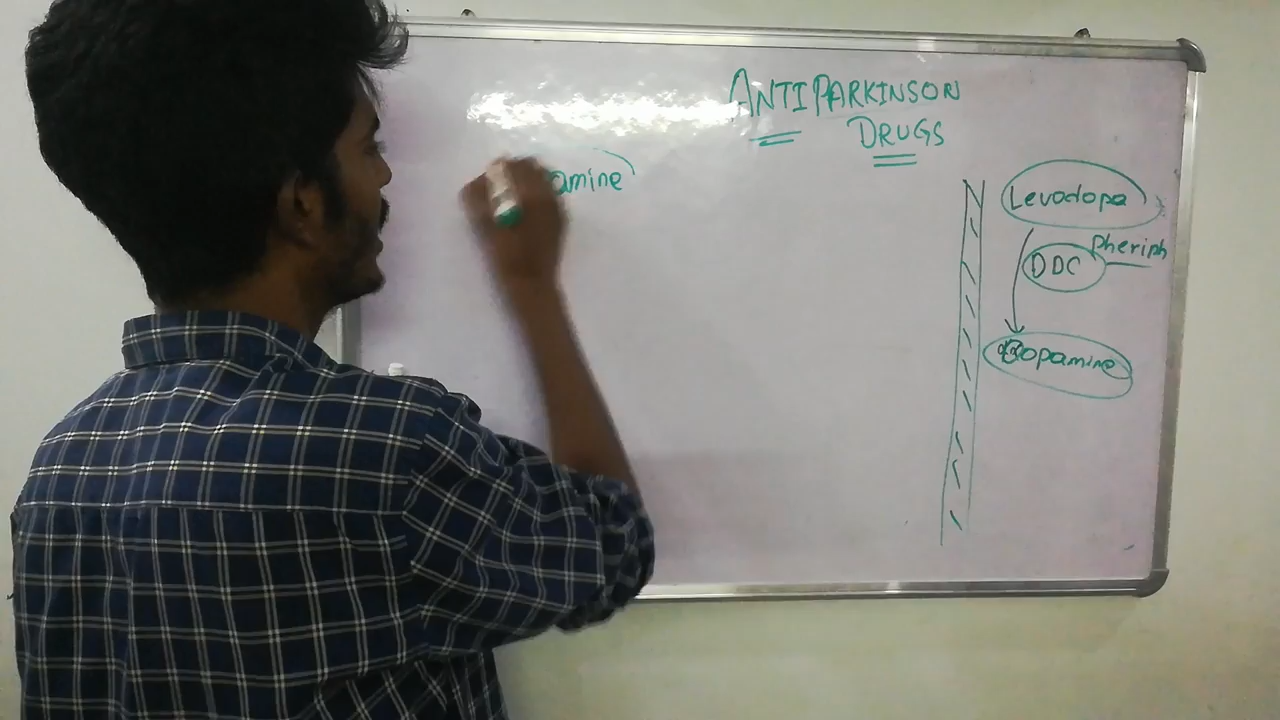 ANTIPARKINSON
DRUGS
amine
Levodopa
Pheriph
DDC
Dopamine